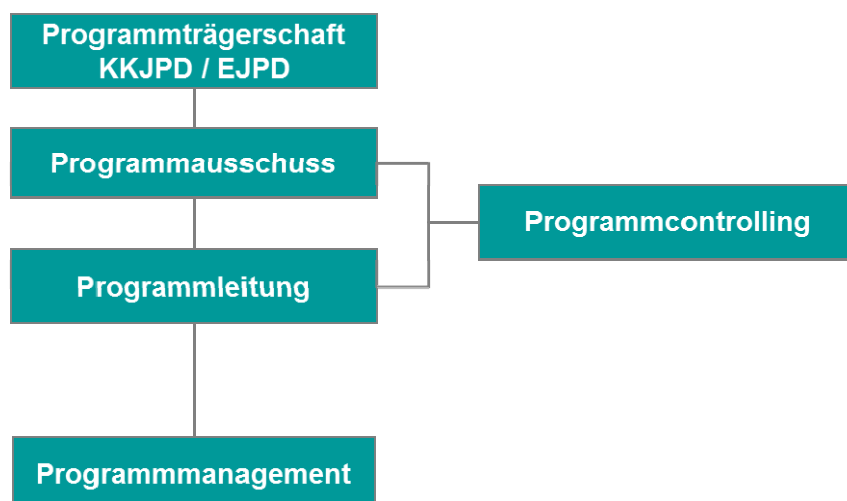 Programmträgerschaft
KKJPD / EJPD
Programmausschuss
Programmcontrolling
Programmleitung
Programmmanagement